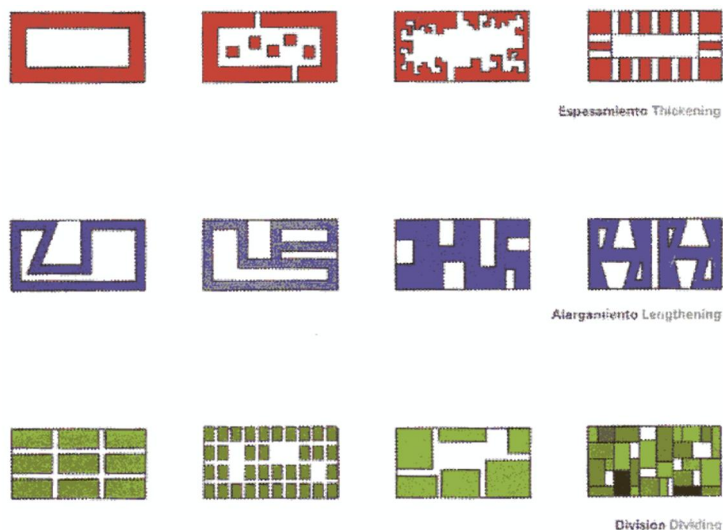 Espesamiento Thickening
Alargamiento Lengthening
Division Dividing